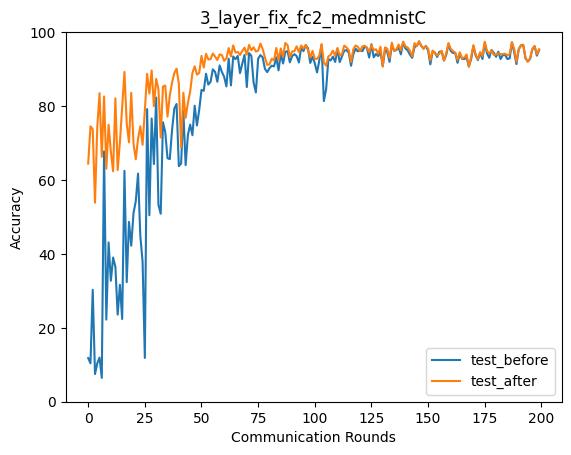 3_layer_fix_fc2_medmnistC
Accuracy
100
80
60
40
20
0
0 25 50 75 100 125 150 175 200
Communication Rounds
test_before
test_after